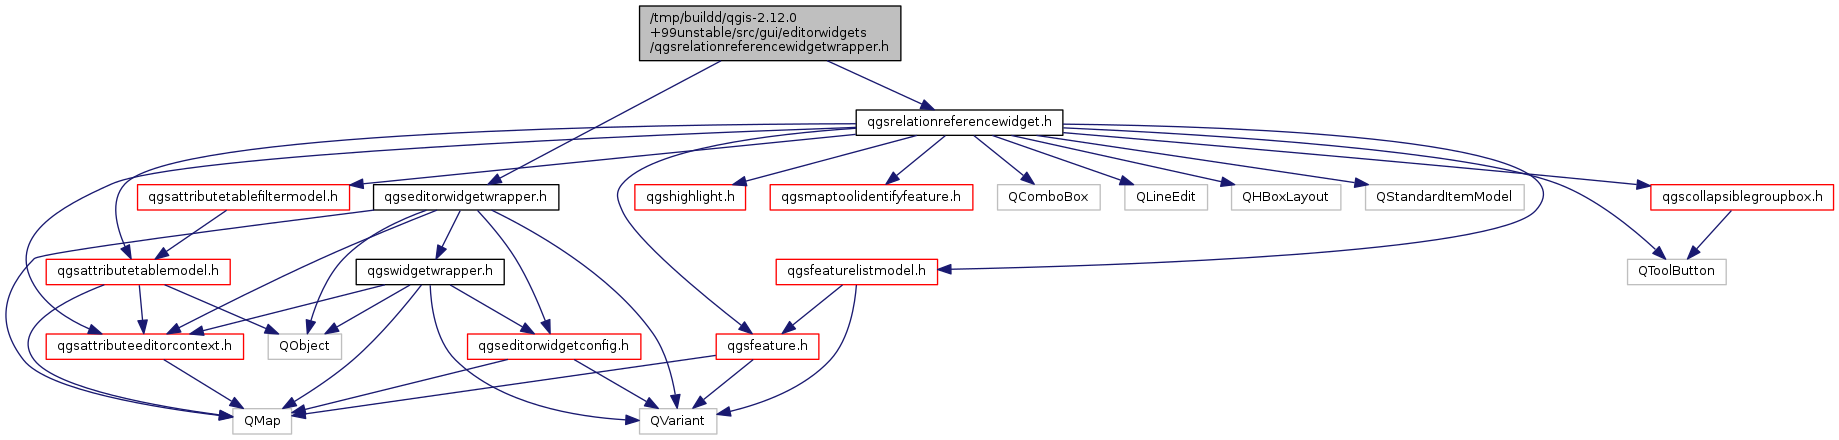 /tmp/buildd/qgis-2.12.0
+99unstable/src/gui/editorwidgets
/qgsrelationreferencewidgetwrapper.h
qgsrelationreferencewidget.h
qgsattributetablefiltermodel.h
qgseditorwidgetwrapper.h
qgshighlight.h
qgsmaptoolidentifyfeature.h
QComboBox
QLineEdit
QHBoxLayout
QStandardItemModel
qgscollapsiblegroupbox.h
qgsattributetablemodel.h
qgswidgetwrapper.h
qgsfeaturelistmodel.h
QToolButton
qgsattributeeditorcontext.h
QObject
qgseditorwidgetconfig.h
qgsfeature.h
QMap
QVariant